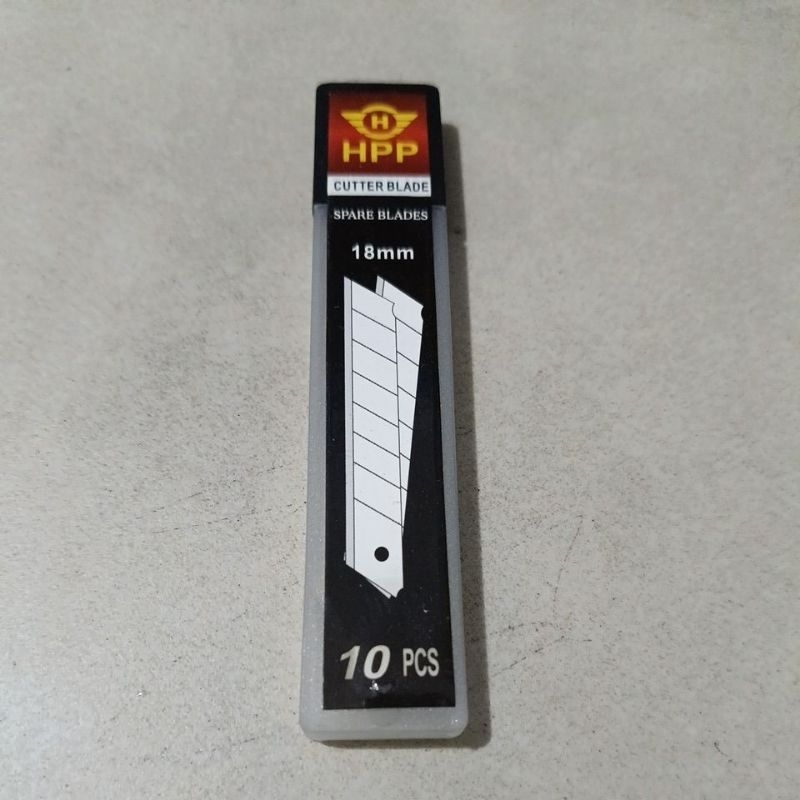 H
HPP
CUTTER BLADE
SPARE BLADES
18mm
10 PCS